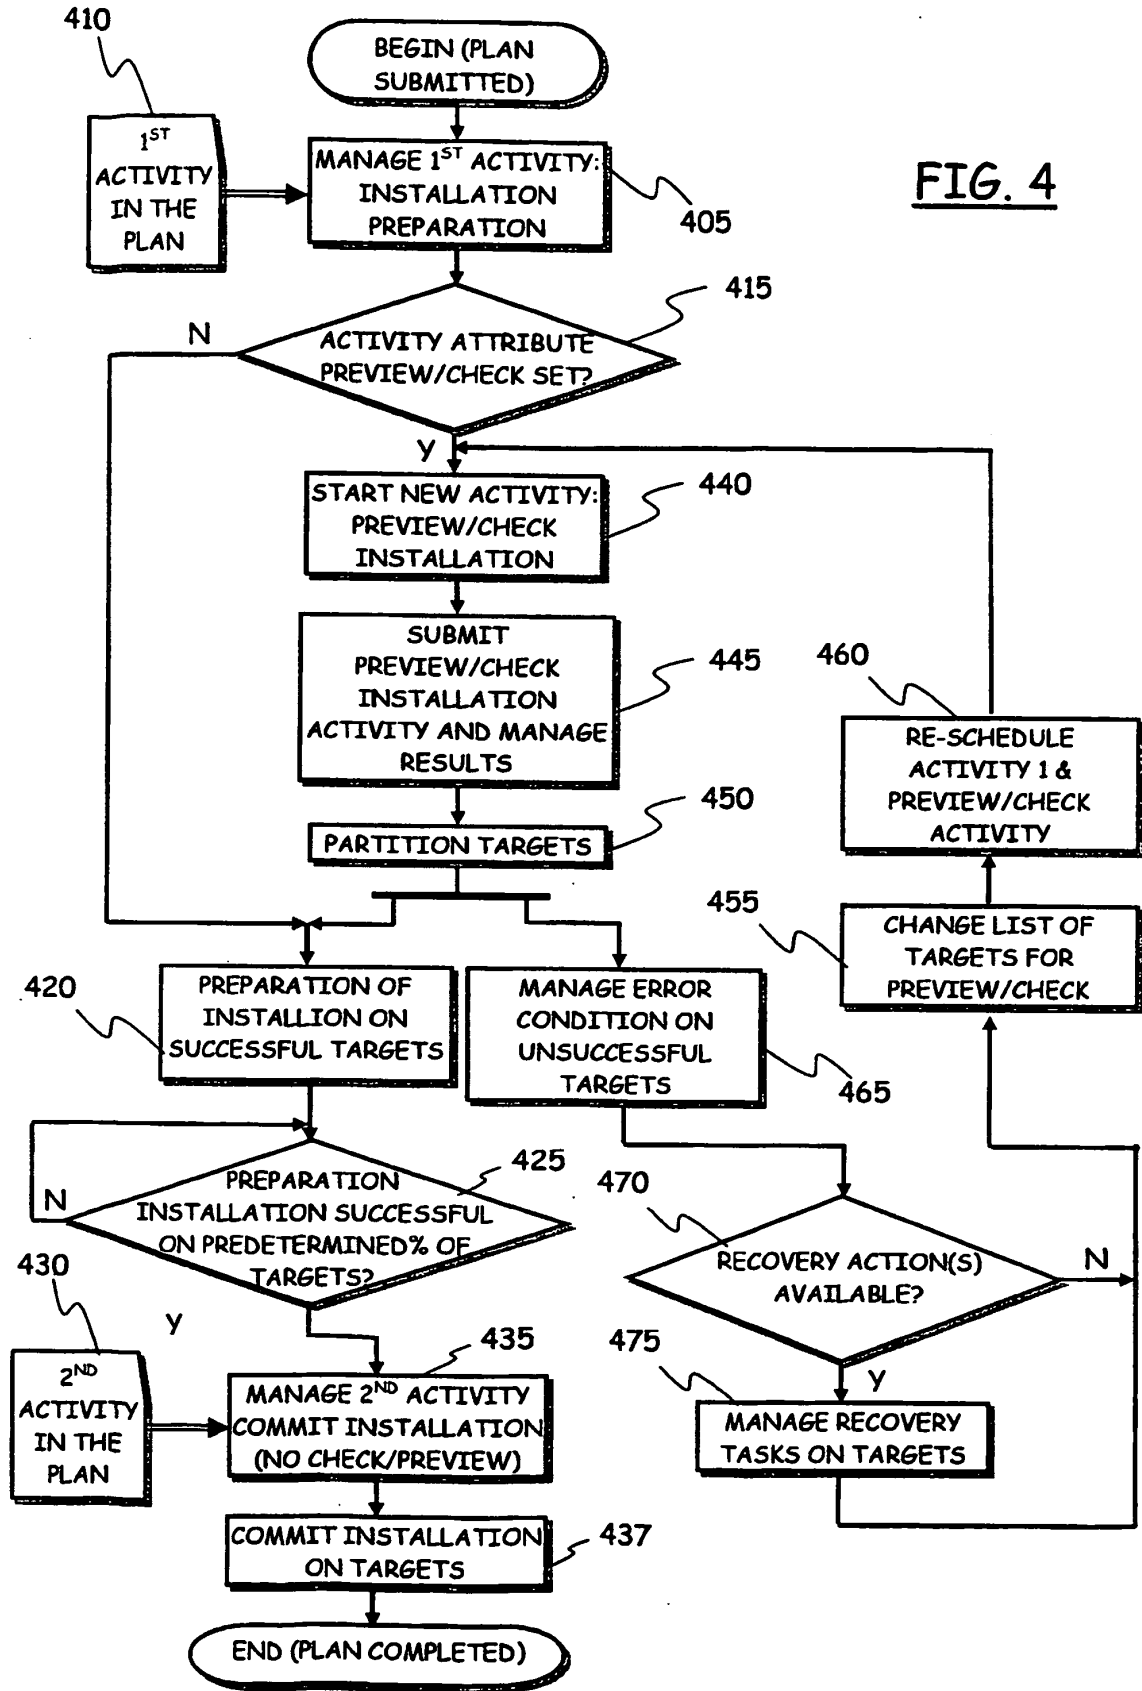 410
BEGIN (PLAN
SUBMITTED)
1ST
ACTIVITY
IN THE
PLAN
MANAGE 1ST ACTIVITY:
INSTALLATION
PREPARATION
405
FIG. 4
415
N
ACTIVITY ATTRIBUTE
PREVIEW/CHECK SET?
Y
START NEW ACTIVITY:
PREVIEW/CHECK
INSTALLATION
440
SUBMIT
PREVIEW/CHECK
INSTALLATION
ACTIVITY AND MANAGE
RESULTS
445
460
RE-SCHEDULE
ACTIVITY 1 &
PREVIEW/CHECK
ACTIVITY
450
PARTITION TARGETS
455
CHANGE LIST OF
TARGETS FOR
PREVIEW/CHECK
420
PREPARATION OF
INSTALLION ON
SUCCESSFUL TARGETS
MANAGE ERROR
CONDITION ON
UNSUCCESSFUL
TARGETS
465
425
PREPARATION
INSTALLATION SUCCESSFUL
ON PREDETERMINED% OF
TARGETS?
N
470
RECOVERY ACTION(S)
AVAILABLE?
N
430
Y
435
475
Y
2ND
ACTIVITY
IN THE
PLAN
MANAGE 2ND ACTIVITY
COMMIT INSTALLATION
(NO CHECK/PREVIEW)
MANAGE RECOVERY
TASKS ON TARGETS
COMMIT INSTALLATION
ON TARGETS
437
END (PLAN COMPLETED)